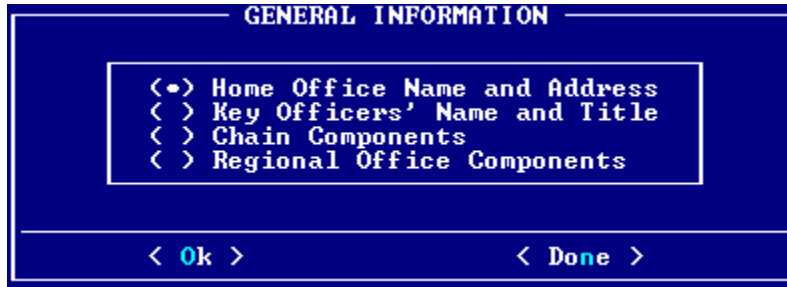 GENERAL INFORMATION
(•) Home Office Name and Address
( ) Key Officers' Name and Title
( ) Chain Components
( ) Regional Office Components
< Ok > < Done >